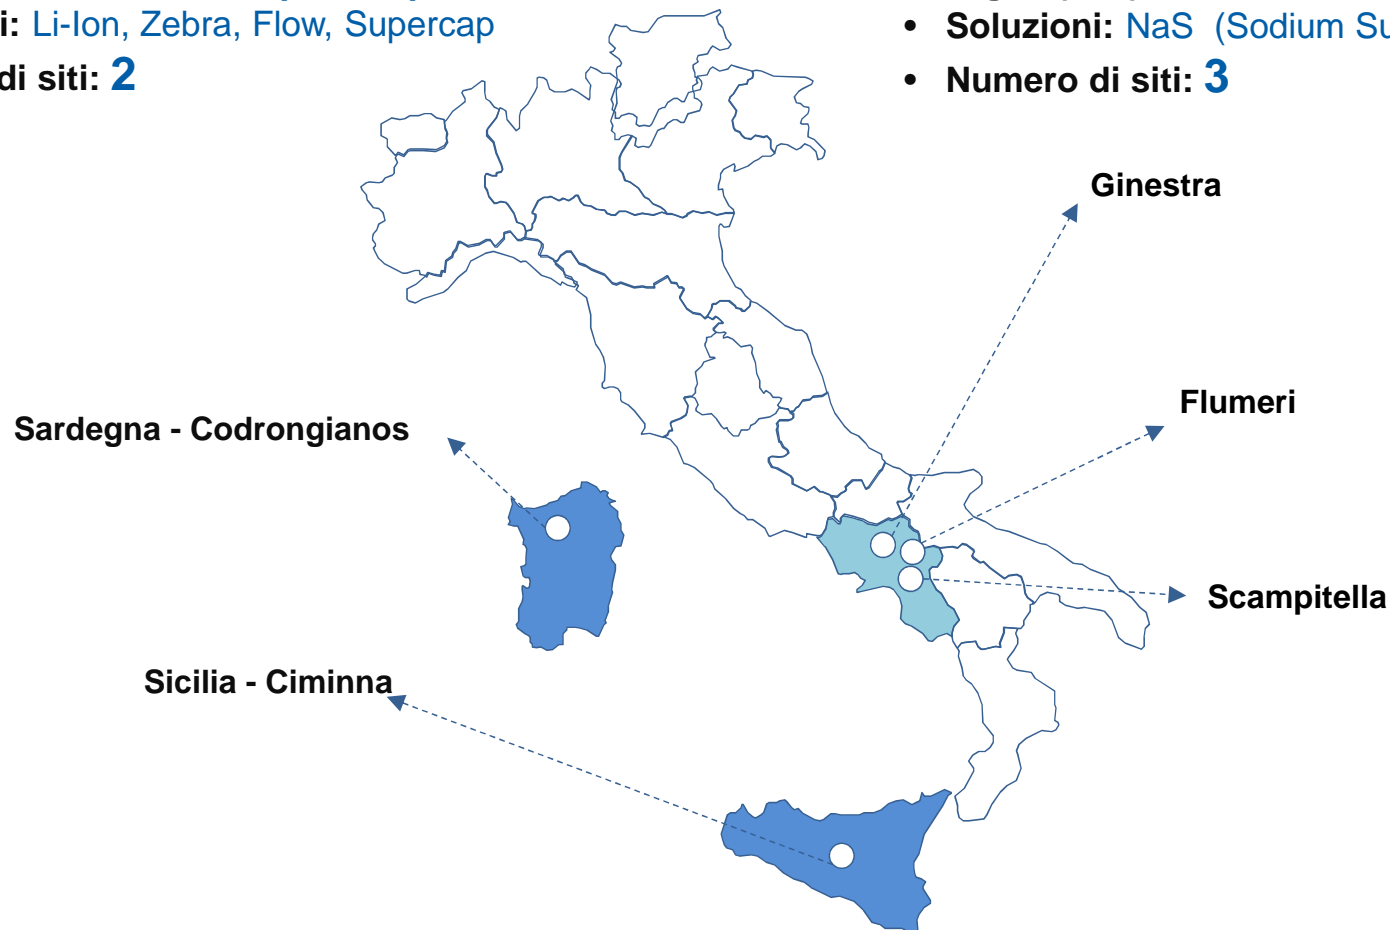 i: Li-Ion, Zebra, Flow, Supercap
di siti: 2
• Soluzioni: NaS (Sodium Su
• Numero di siti: 3
Ginestra
Flumeri
Sardegna - Codrongianos
Scampitella
Sicilia - Ciminna